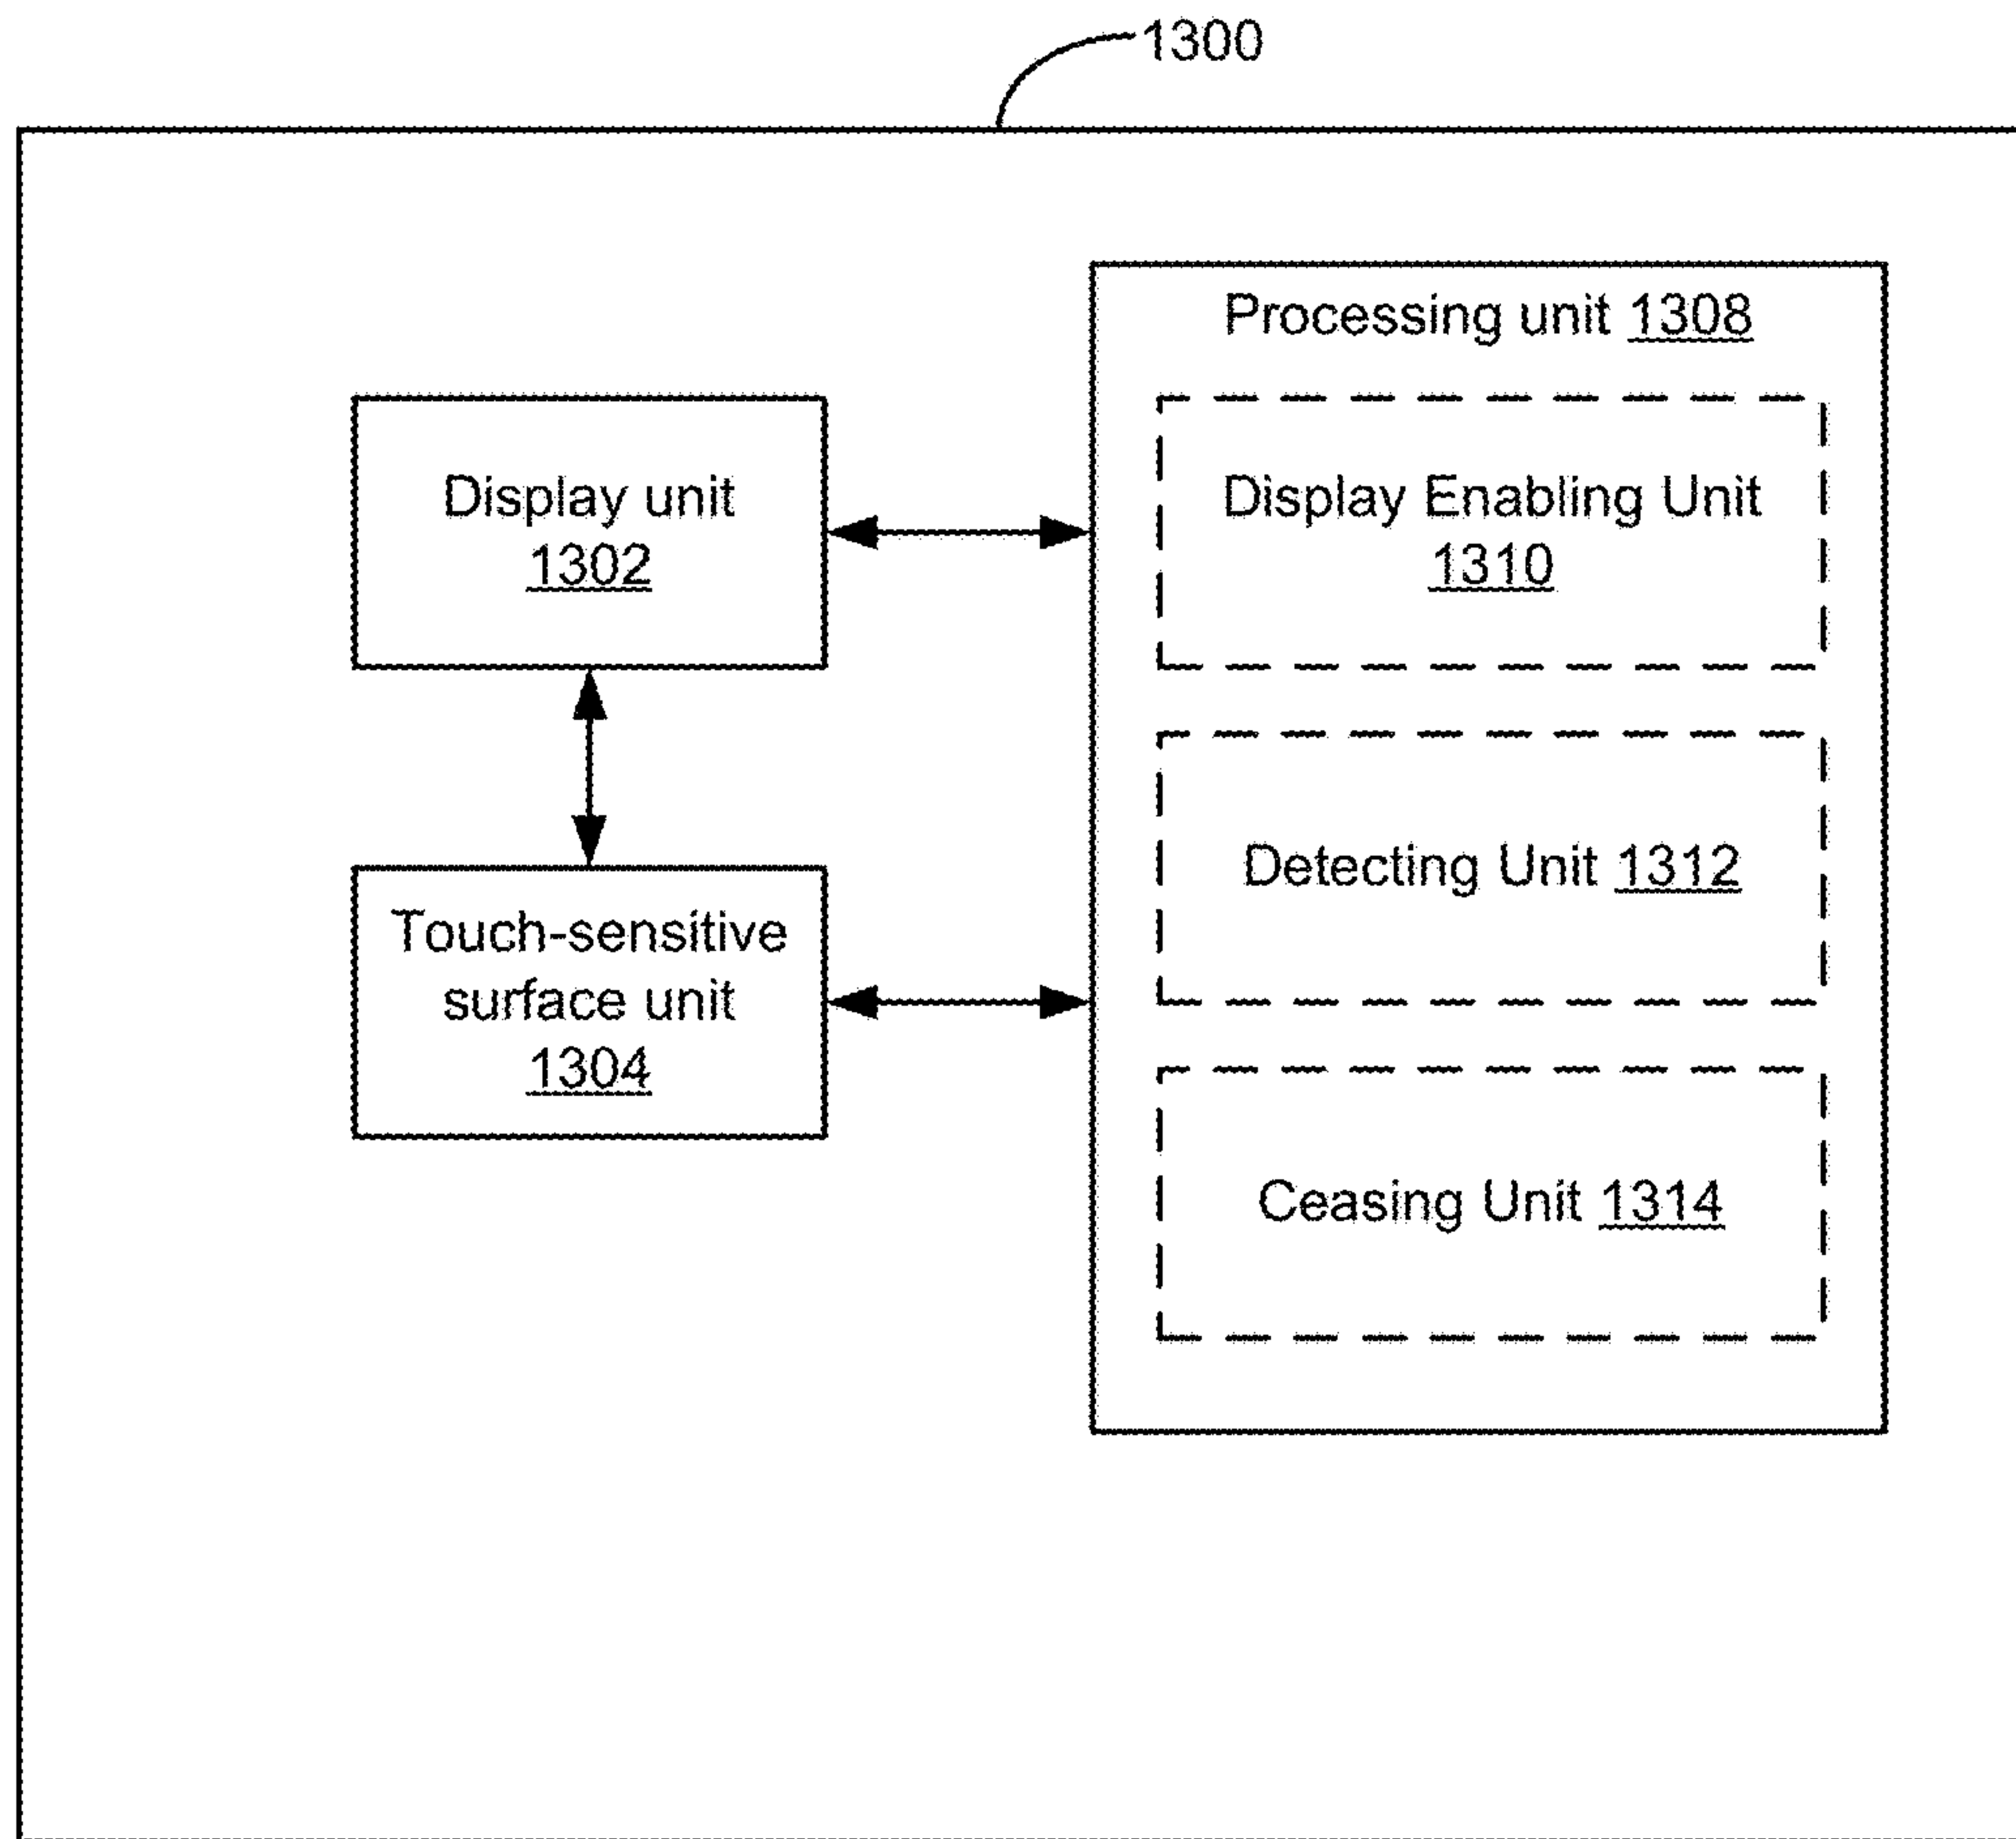 1300
Processing unit 1308
Display unit
1302
Display Enabling Unit
1310
Detecting Unit 1312
Touch-sensitive
surface unit
1304
Ceasing Unit 1314